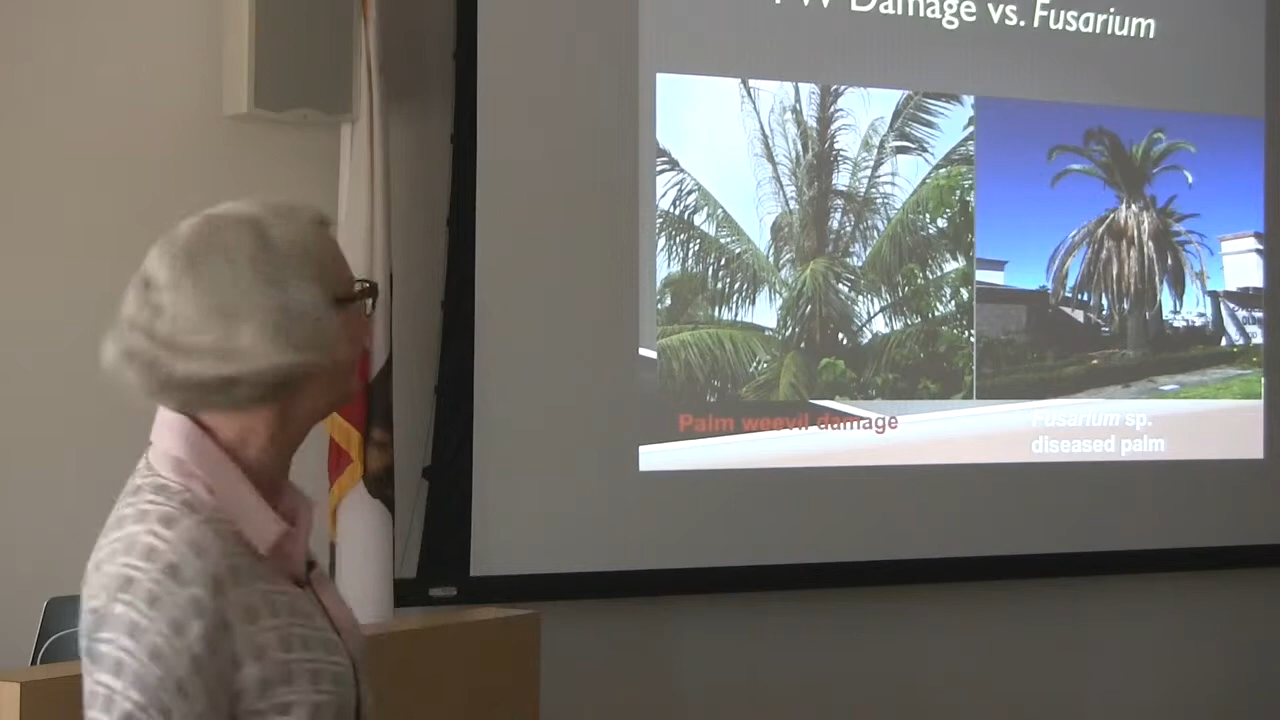 Damage vs. Fusarium
Palm weevil damage
Fusarium sp.
diseased palm